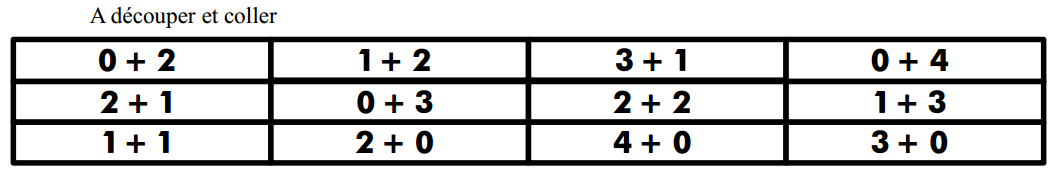 A découper et coller
0 + 2 1 + 2 3 + 1 0 + 4
2 + 1 0 + 3 2 + 2 1 + 3
1 + 1 2 + 0 4 + 0 3 + 0